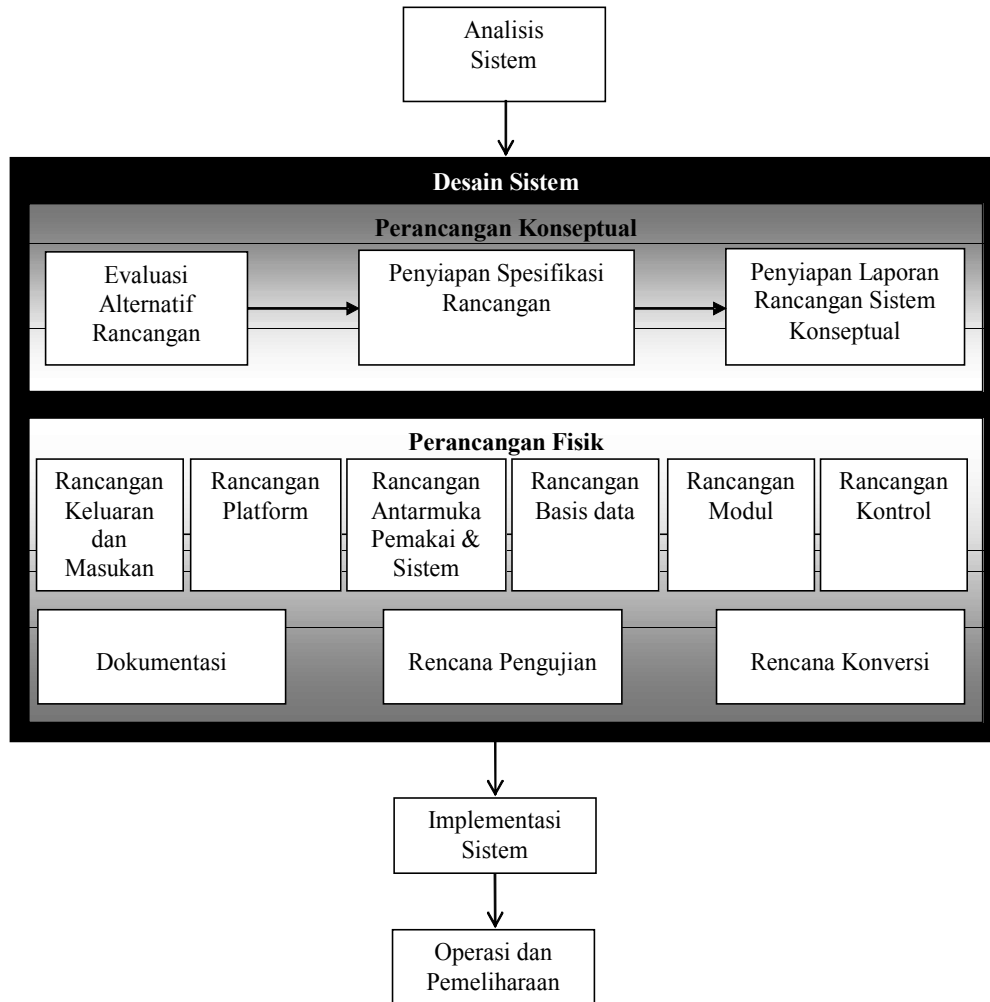 Analisis
Sistem
Desain Sistem
Perancangan Konseptual
Evaluasi
Alternatif
Rancangan
Penyiapan Spesifikasi
Rancangan
Penyiapan Laporan
Rancangan Sistem
Konseptual
Perancangan Fisik
Rancangan
Keluaran
dan
Masukan
Rancangan
Platform
Rancangan
Antarmuka
Pemakai &
Sistem
Rancangan
Basis data
Rancangan
Modul
Rancangan
Kontrol
Dokumentasi
Rencana Pengujian
Rencana Konversi
Implementasi
Sistem
Operasi dan
Pemeliharaan